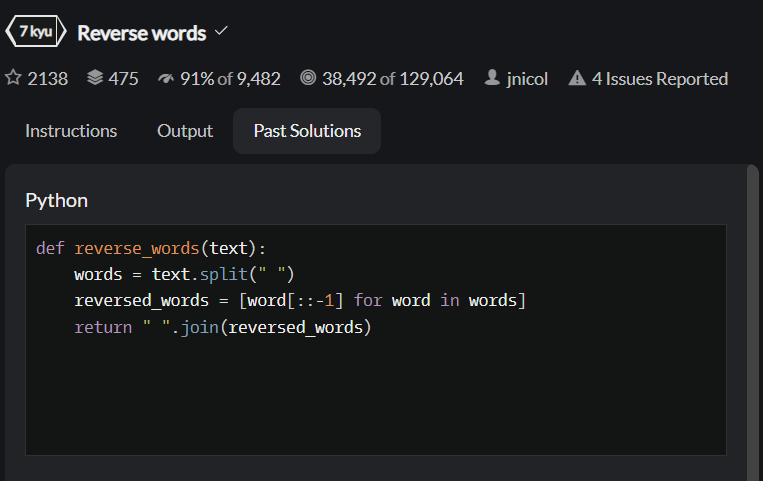 7 kyu Reverse words
2138 475 91% of 9,482 38,492 of 129,064 jnicol 4 Issues Reported
Instructions Output Past Solutions
Python
def reverse_words(text):
    words = text.split(" ")
    reversed_words = [word[::-1] for word in words]
    return " ".join(reversed_words)